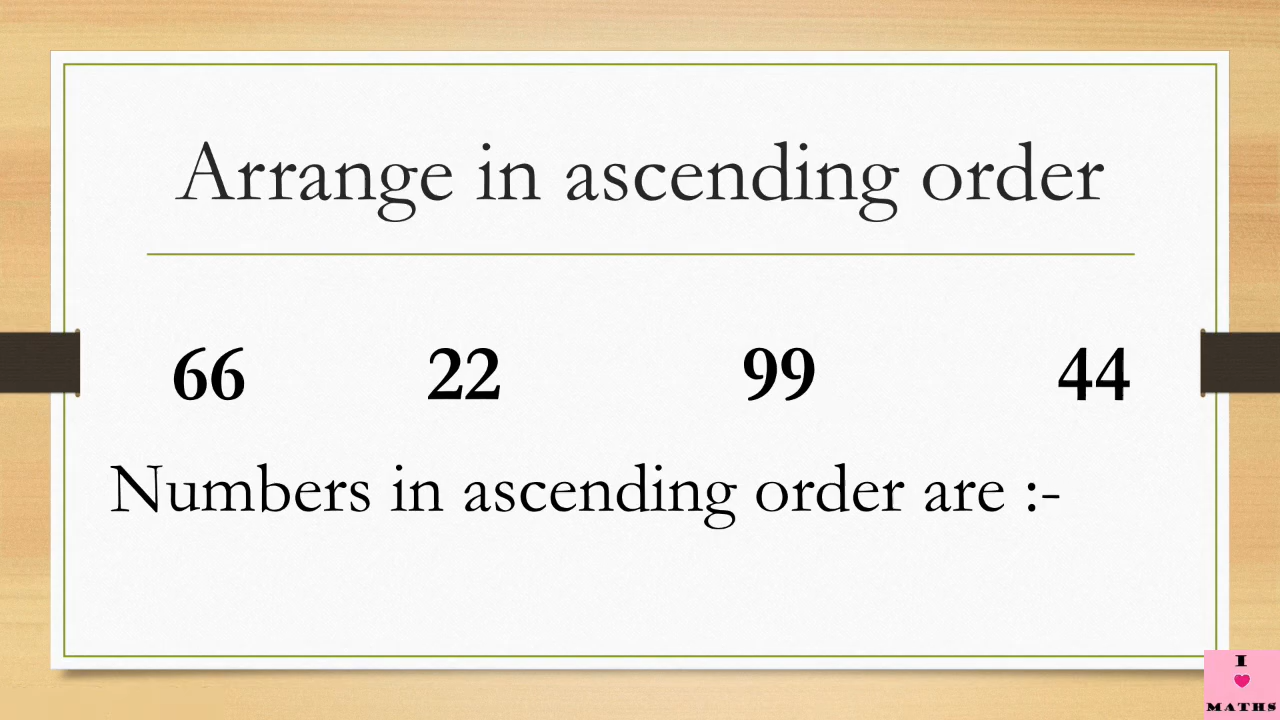 Arrange in ascending order
66 22 99 44
Numbers in ascending order are :-
I
MATHS